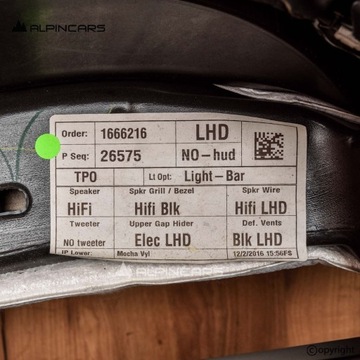 ALPINCARS
Order: 1666216 LHD
P Seq: 26575 NO-hud
TPO Lt Opt: Light-Bar
Speaker Spkr Grill / Bezel Spkr Wire
HiFi Hifi Blk Hifi LHD
Tweeter Upper Gap Hider Def. Vents
NO tweeter Elec LHD Blk LHD
IP Lower Mocha Vyl 12/2/2016 15:56FS
ALPINCARS